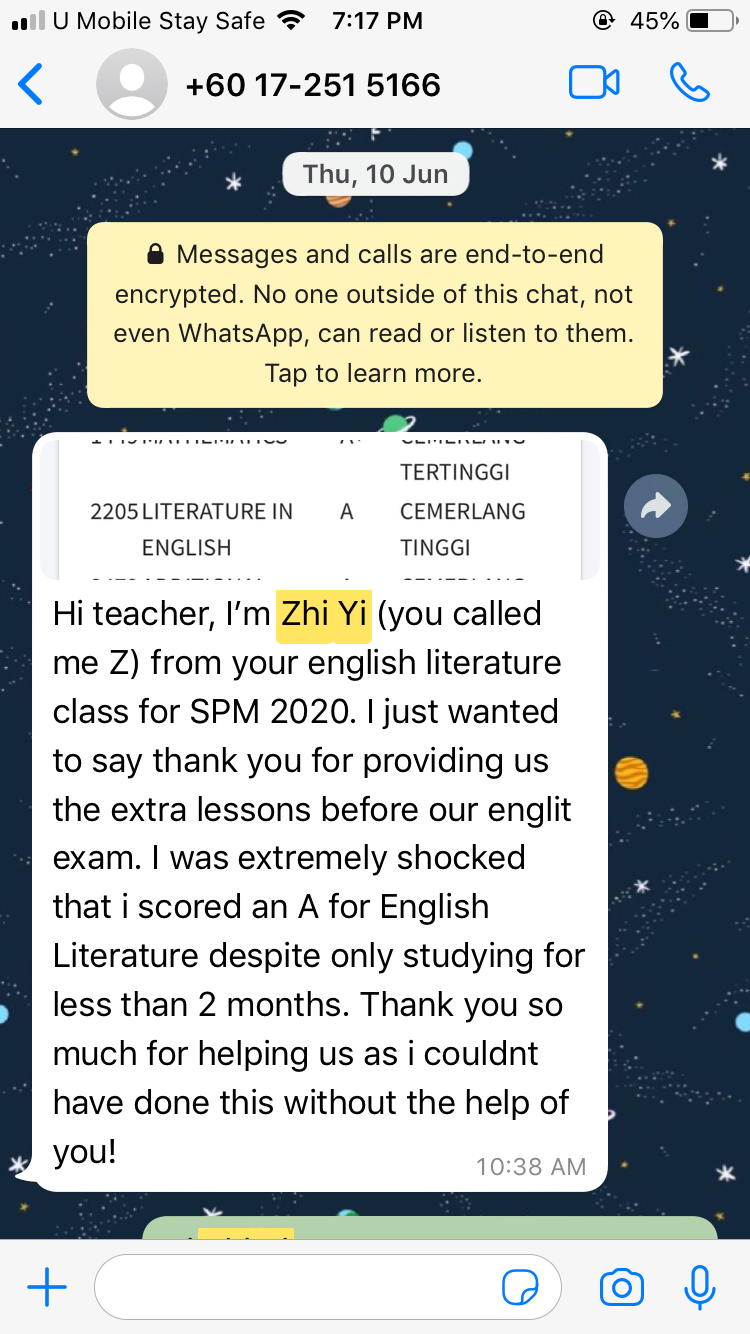 U Mobile Stay Safe 7:17 PM 45%
+60 17-251 5166
Thu, 10 Jun
Messages and calls are end-to-end
encrypted. No one outside of this chat, not
even WhatsApp, can read or listen to them.
Tap to learn more.
TERTINGGI
2205 LITERATURE IN A CEMERLANG
ENGLISH TINGGI
Hi teacher, I’m Zhi Yi (you called
me Z) from your english literature
class for SPM 2020. I just wanted
to say thank you for providing us
the extra lessons before our englit
exam. I was extremely shocked
that i scored an A for English
Literature despite only studying for
less than 2 months. Thank you so
much for helping us as i couldnt
have done this without the help of
you!
10:38 AM